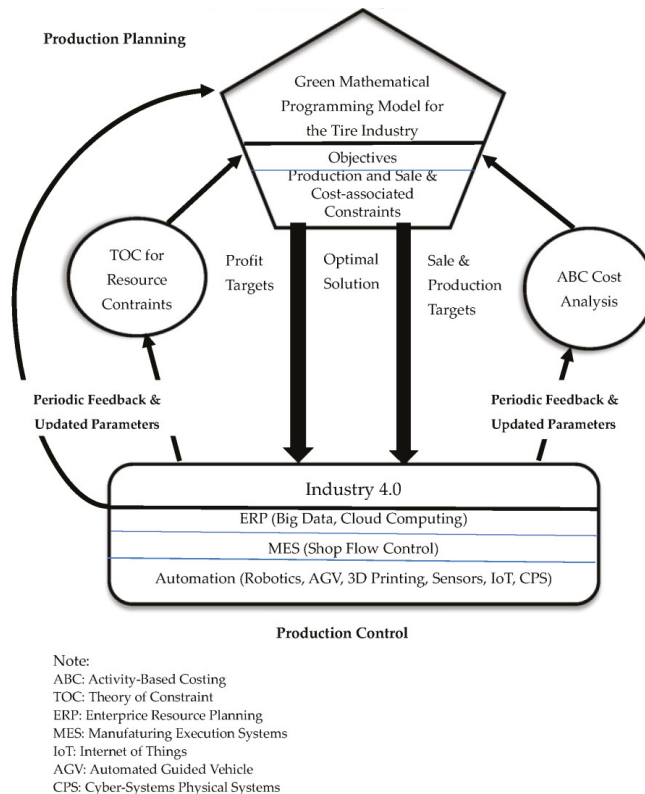 Production Planning
Green Mathematical
Programming Model for
the Tire Industry
Objectives
Production and Sale &
Cost-associated
Constraints
TOC for
Resource
Contraints
Profit
Targets
Optimal
Solution
Sale &
Production
Targets
ABC Cost
Analysis
Periodic Feedback &
Updated Parameters
Periodic Feedback &
Updated Parameters
Industry 4.0
ERP (Big Data, Cloud Computing)
MES (Shop Flow Control)
Automation (Robotics, AGV, 3D Printing, Sensors, IoT, CPS)
Production Control
Note:
ABC: Activity-Based Costing
TOC: Theory of Constraint
ERP: Enterprice Resource Planning
MES: Manufaturing Execution Systems
IoT: Internet of Things
AGV: Automated Guided Vehicle
CPS: Cyber-Systems Physical Systems